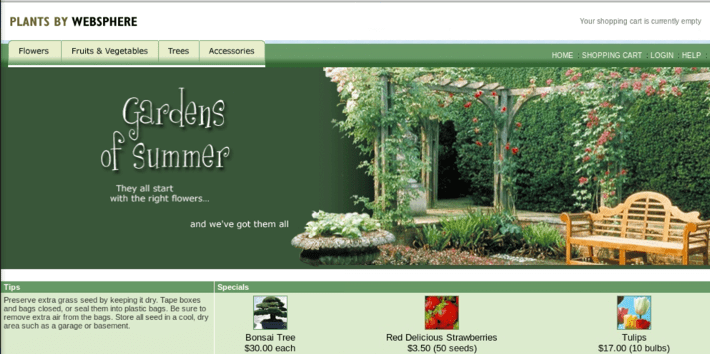 PLANTS BY WEBSPHERE
Your shopping cart is currently empty
Flowers Fruits & Vegetables Trees Accessories
HOME : SHOPPING CART : LOGIN : HELP
Gardens
of Summer
They all start
with the right flowers...
and we've got them all
Tips
Preserve extra grass seed by keeping it dry. Tape boxes
and bags closed, or seal them into plastic bags. Be sure to
remove extra air from the bags. Store all seed in a cool, dry
area such as a garage or basement.
Specials
Bonsai Tree
$30.00 each
Red Delicious Strawberries
$3.50 (50 seeds)
Tulips
$17.00 (10 bulbs)